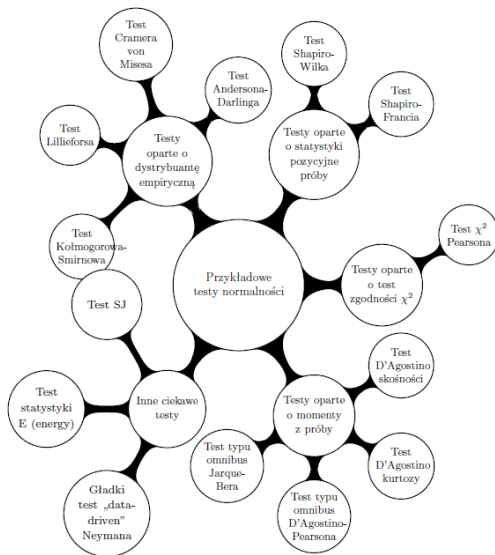 Test
Cramera
von
Misesa
Test
Shapiro-
Wilka
Test
Andersona-
Darlinga
Test
Shapiro-
Francia
Test
Lillieforsa
Testy
oparte o
dystrybuantę
empiryczną
Testy oparte
o statystyki
pozycyjne
próby
Test
Kołmogorowa-
Smirnowa
Test χ²
Pearsona
Przykładowe
testy normalności
Testy oparte
o test
zgodności χ²
Test SJ
Test
D'Agostino
skośności
Test
statystyki
E (energy)
Inne ciekawe
testy
Testy oparte
o momenty
z próby
Test typu
omnibus
Jarque-
Bera
Test
D'Agostino
kurtozy
Gładki
test „data-
driven”
Neymana
Test typu
omnibus
D'Agostino-
Pearsona